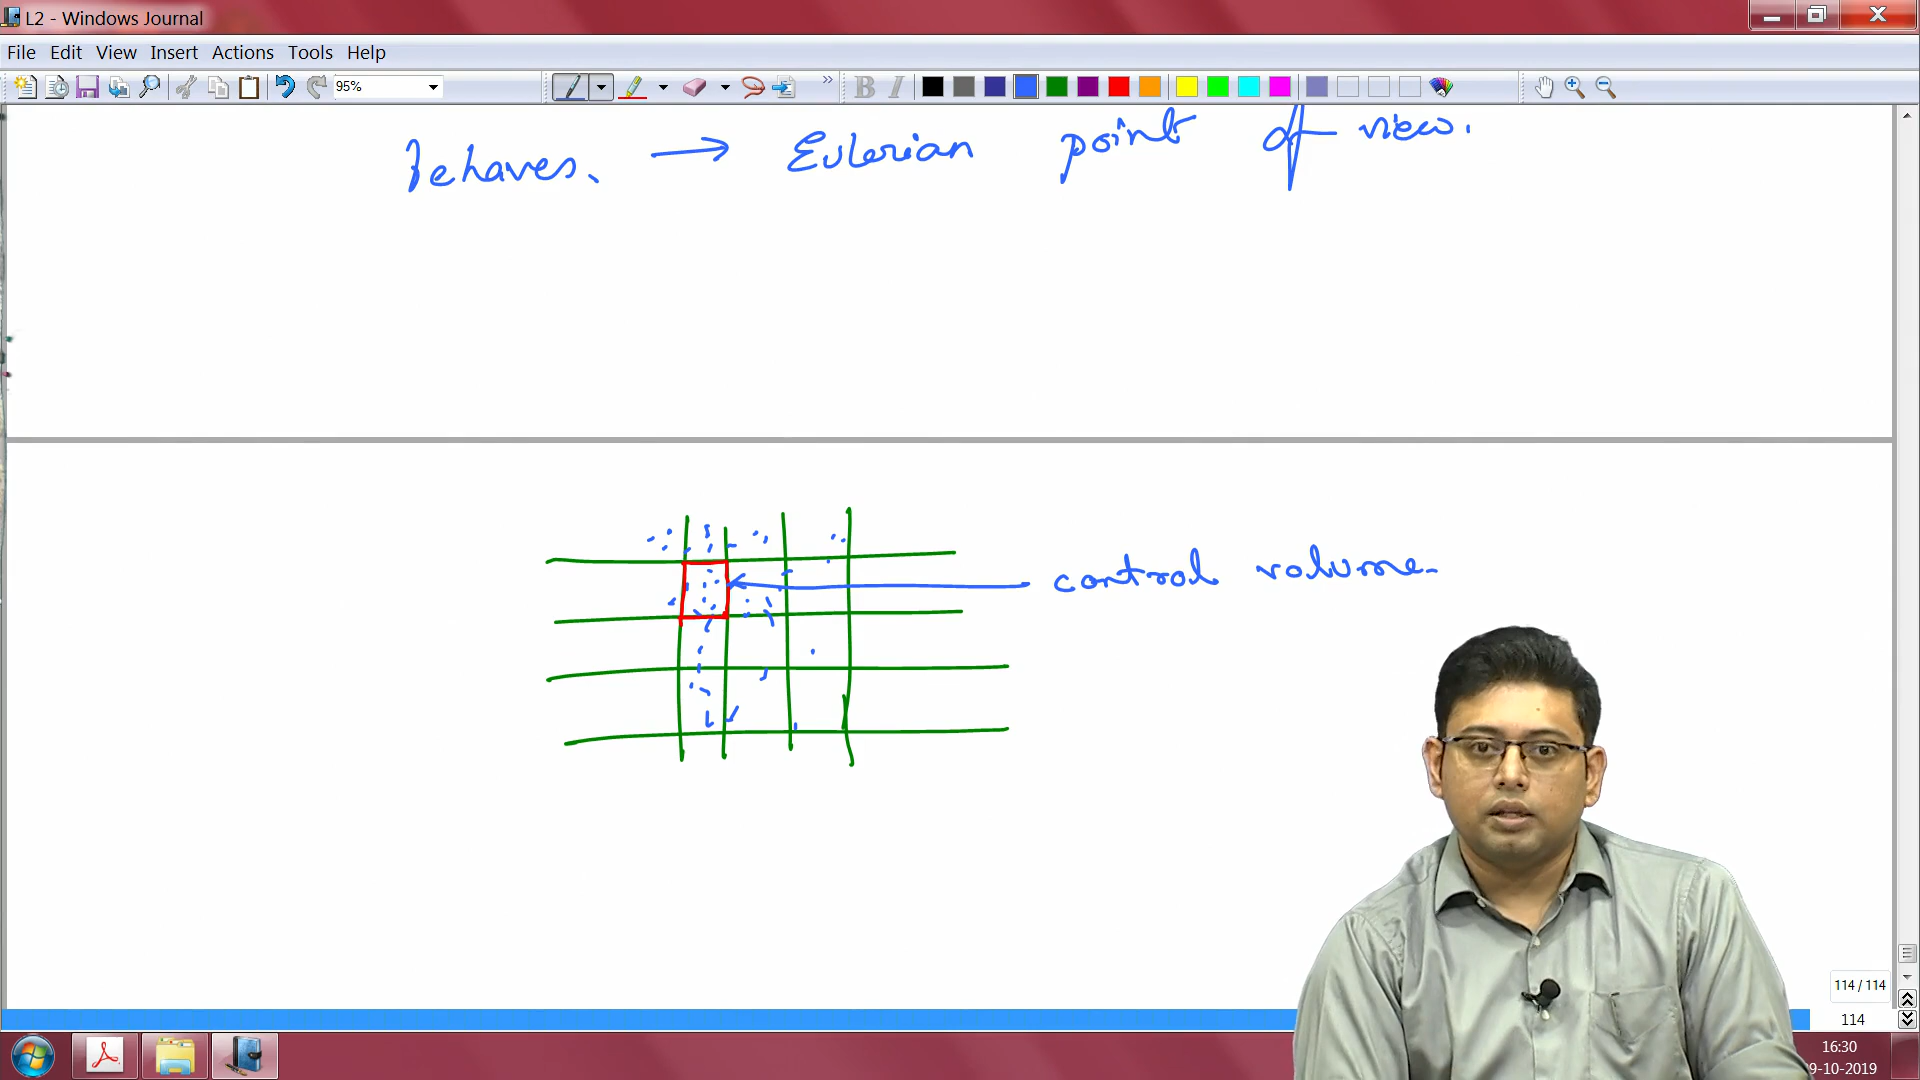 L2 - Windows Journal
File Edit View Insert Actions Tools Help
95%
B I
behaves. → Eulerian point of view.
control volume.
114 / 114
114
16:30
9-10-2019